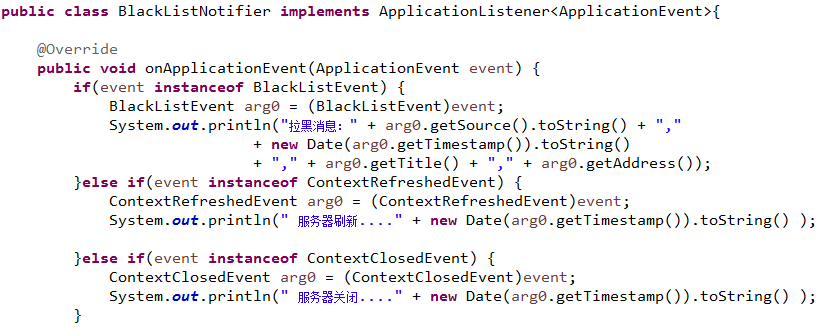 public class BlackListNotifier implements ApplicationListener<ApplicationEvent>{
@Override
public void onApplicationEvent(ApplicationEvent event) {
if(event instanceof BlackListEvent) {
BlackListEvent arg0 = (BlackListEvent)event;
System.out.println("拉黑消息：" + arg0.getSource().toString() + ","
+ new Date(arg0.getTimestamp()).toString()
+ "," + arg0.getTitle() + "," + arg0.getAddress());
}else if(event instanceof ContextRefreshedEvent) {
ContextRefreshedEvent arg0 = (ContextRefreshedEvent)event;
System.out.println(" 服务器刷新...." + new Date(arg0.getTimestamp()).toString() );
}else if(event instanceof ContextClosedEvent) {
ContextClosedEvent arg0 = (ContextClosedEvent)event;
System.out.println(" 服务器关闭...." + new Date(arg0.getTimestamp()).toString() );
}